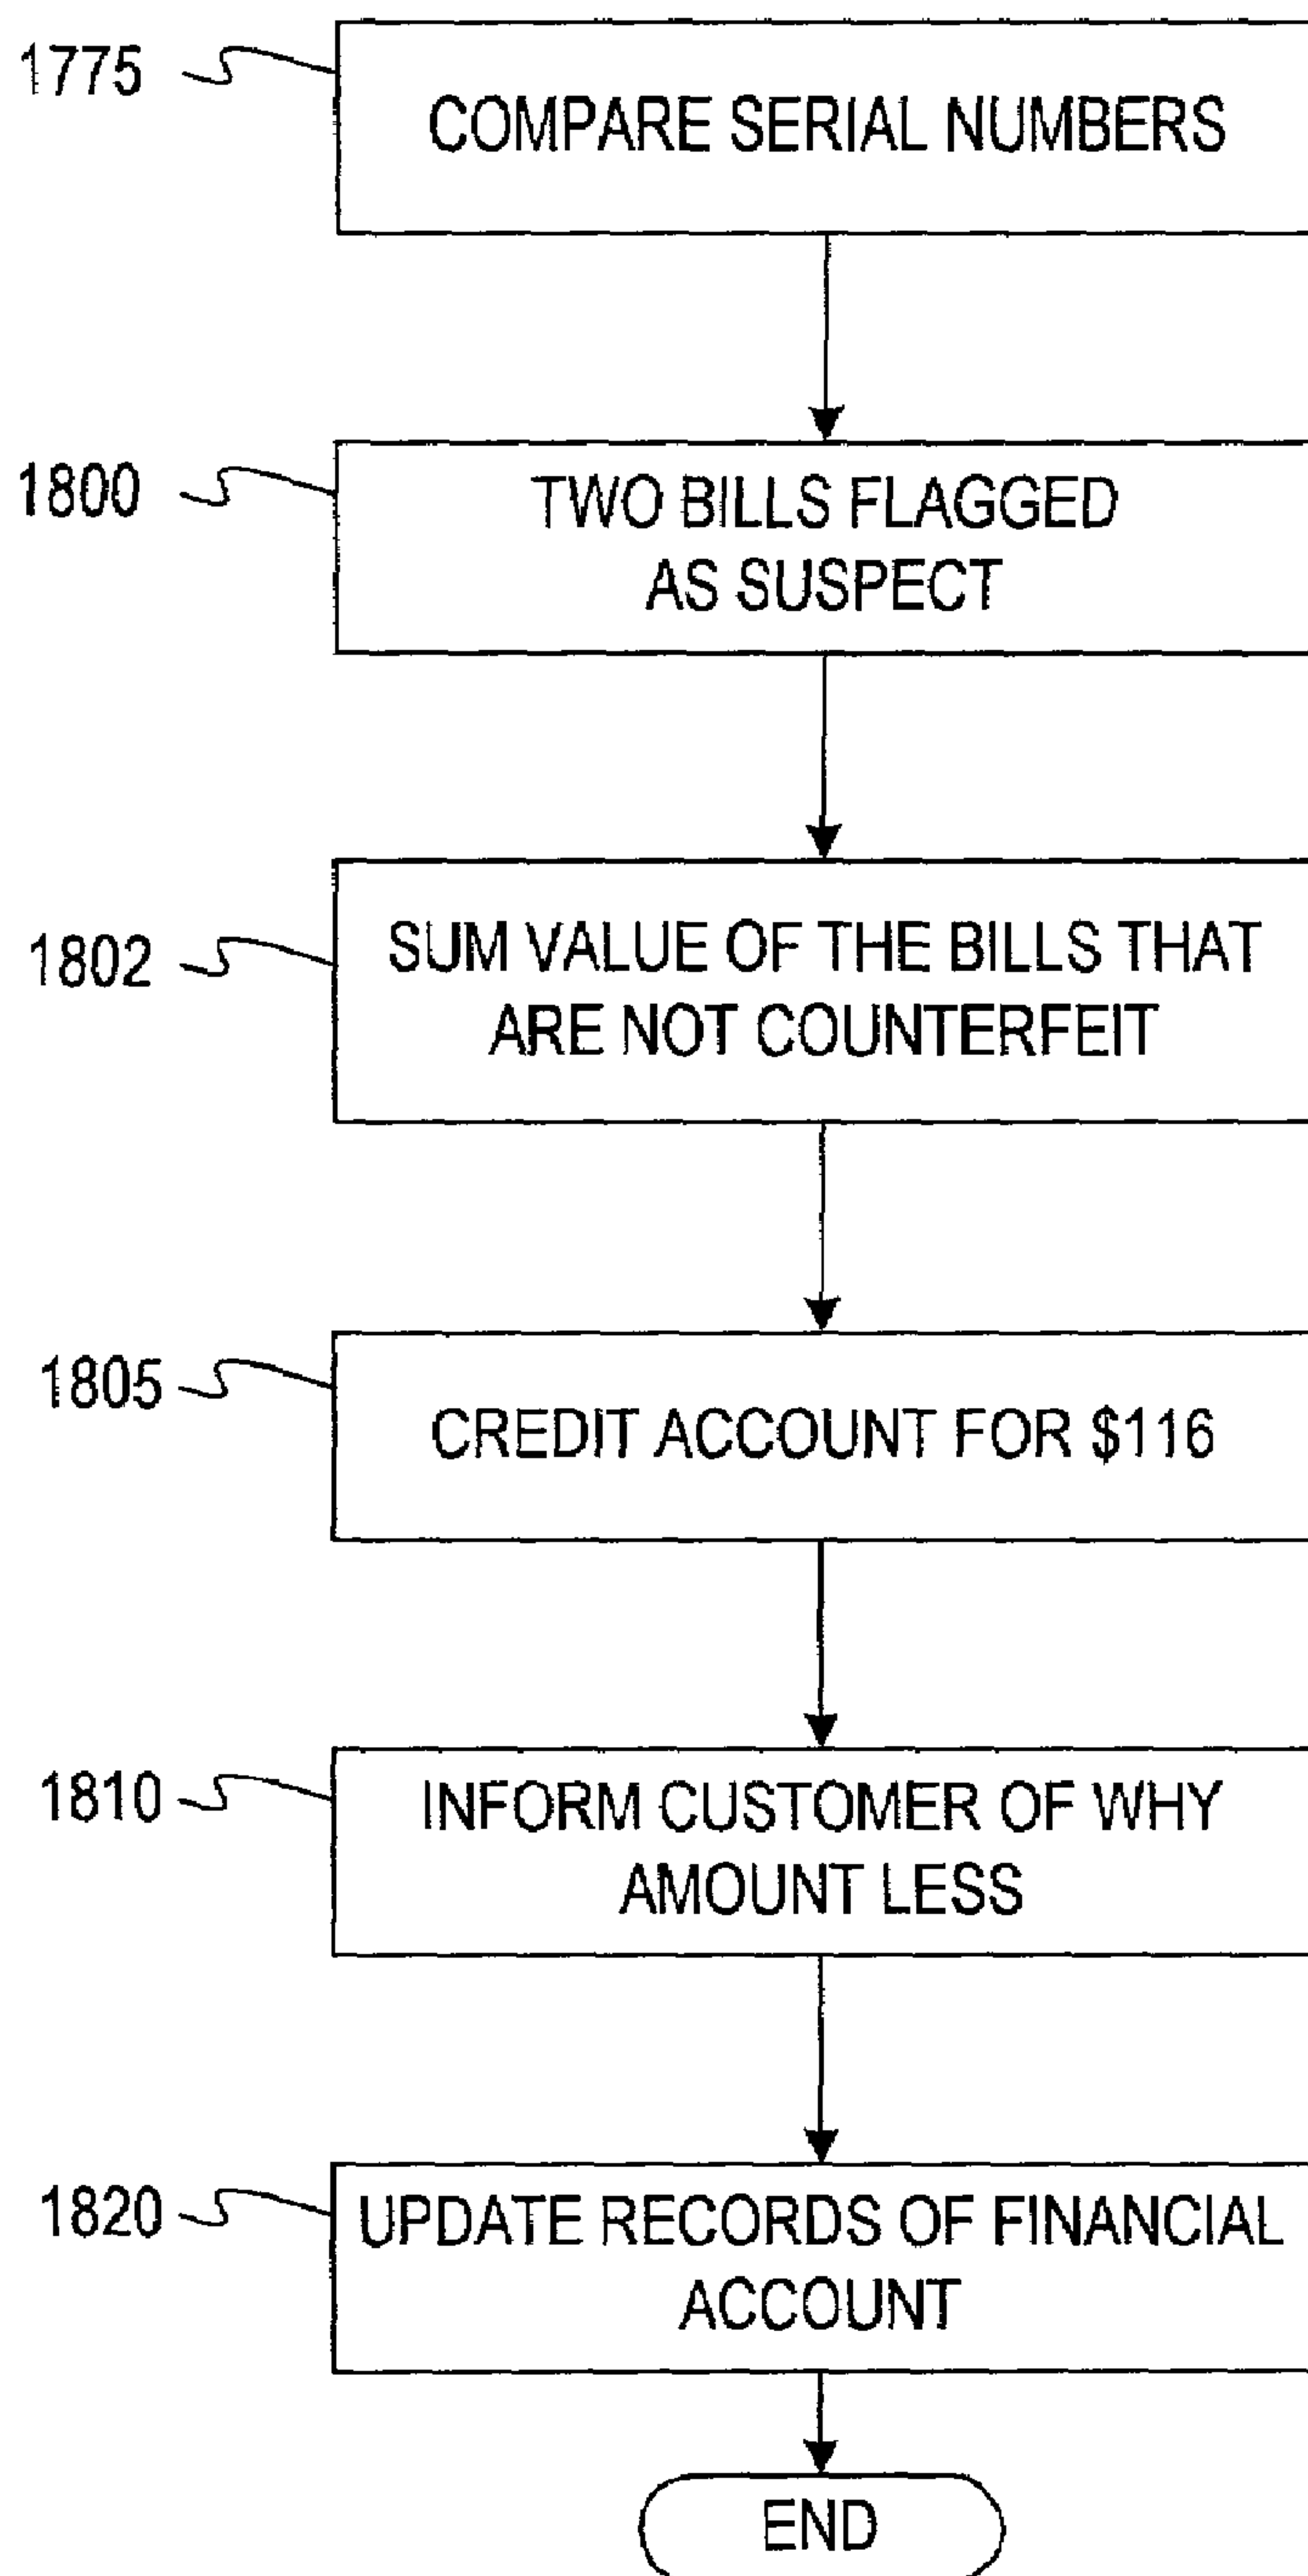 1775
COMPARE SERIAL NUMBERS
1800
TWO BILLS FLAGGED
AS SUSPECT
1802
SUM VALUE OF THE BILLS THAT
ARE NOT COUNTERFEIT
1805
CREDIT ACCOUNT FOR $116
1810
INFORM CUSTOMER OF WHY
AMOUNT LESS
1820
UPDATE RECORDS OF FINANCIAL
ACCOUNT
END